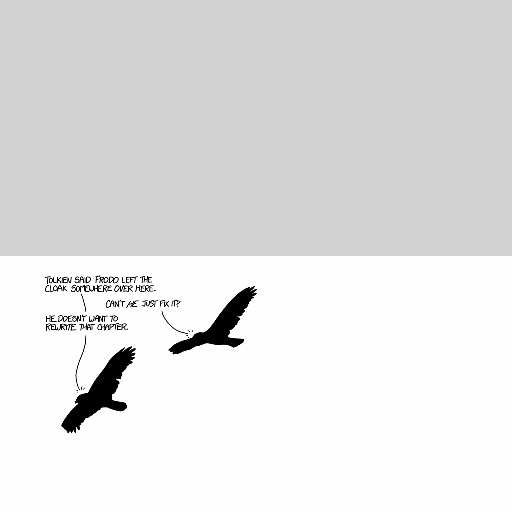 TOLKIEN SAID FRODO LEFT THE
CLOAK SOMEWHERE OVER HERE.
CAN'T HE JUST FIX IT?
HE DOESN'T WANT TO
REWRITE THAT CHAPTER.